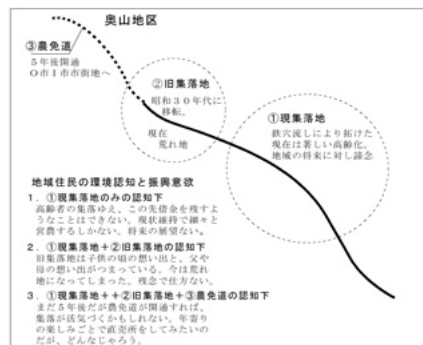 奥山地区
③農免道
５年後開通
Ｏ市Ｉ市市街地へ
②旧集落地
昭和３０年代に
移転。
現在
荒れ地
①現集落地
鉄穴流しにより拓けた
現在は著しい高齢化。
地域の将来に対し諦念
地域住民の環境認知と振興意欲
１．①現集落地のみの認知下
高齢者の集落ゆえ、この先借金を残すよ
うなことはできない。現状維持で細々と
営農するしかない。将来の展望ない。
２．①現集落地＋②旧集落地の認知下
旧集落地は子供の頃の想い出と、父や
母の想い出がつまっている。今は荒れ
地になってしまった。残念で仕方ない。
３．①現集落地＋＋②旧集落地＋③農免道の認知下
まだ５年後だが農免道が開通すれば、
集落が活気づくかもしれない。年寄り
の楽しみごとで直売所をしてみたいの
だが、どんなじゃろう。